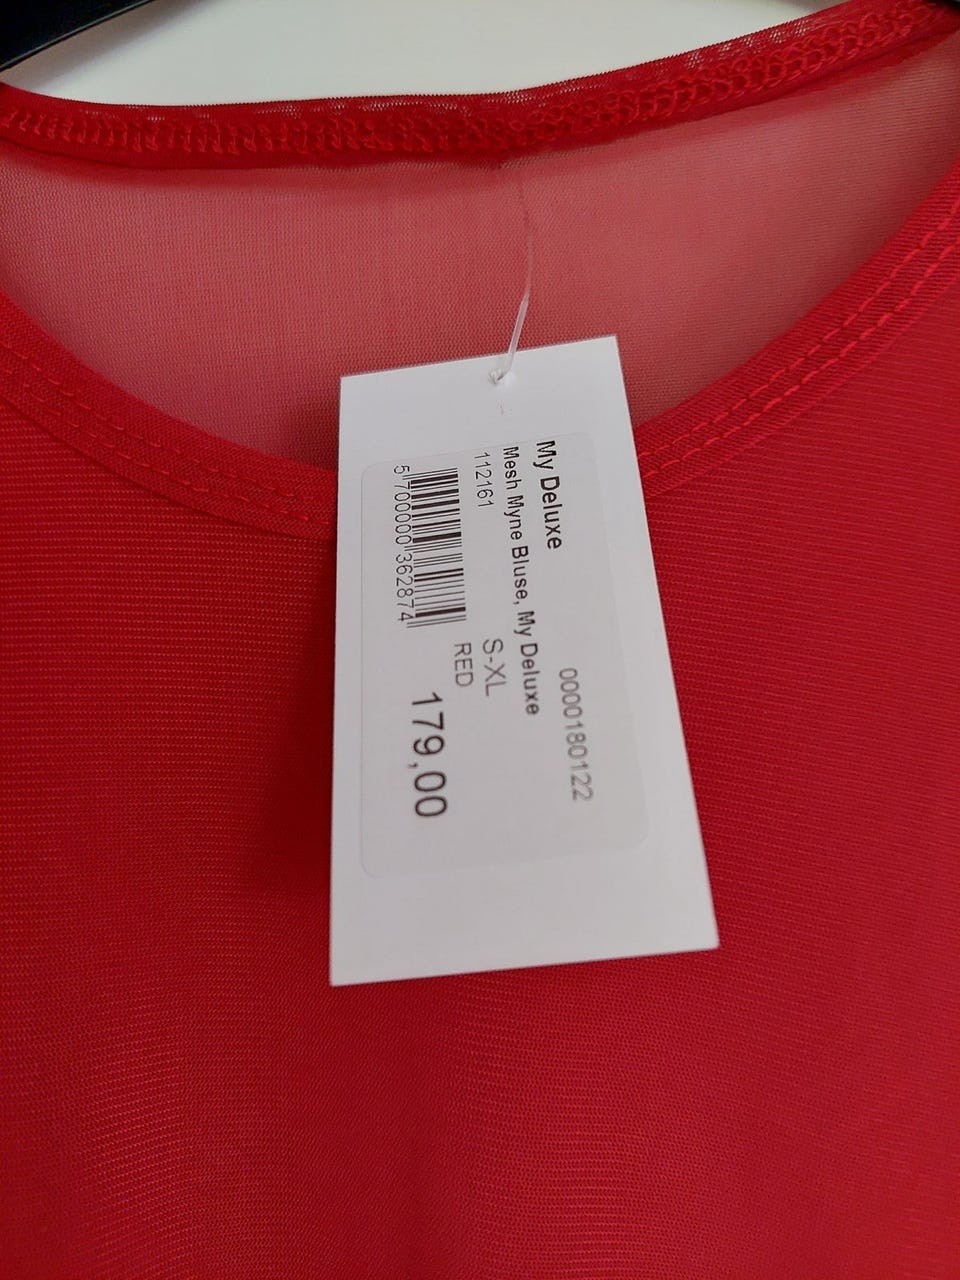 My Deluxe
0000180122
Mesh Myne Bluse, My Deluxe
112161
S-XL
RED
5 700000 362874
179,00